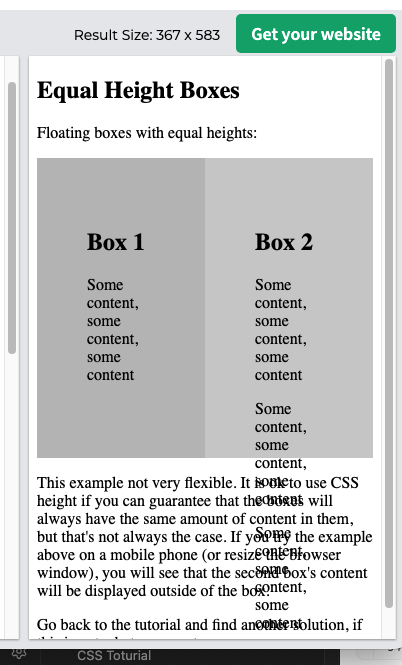 Result Size: 367 x 583
Get your website
Equal Height Boxes
Floating boxes with equal heights:
Box 1
Some
content,
some
content,
some
content
Box 2
Some
content,
some
content,
some
content
Some
content,
some
content,
some
content
Some
content,
some
content,
some
content
This example not very flexible. It is ok to use CSS
height if you can guarantee that the boxes will
always have the same amount of content in them,
but that's not always the case. If you try the example
above on a mobile phone (or resize the browser
window), you will see that the second box's content
will be displayed outside of the box.
Go back to the tutorial and find another solution, if
CSS Toturial